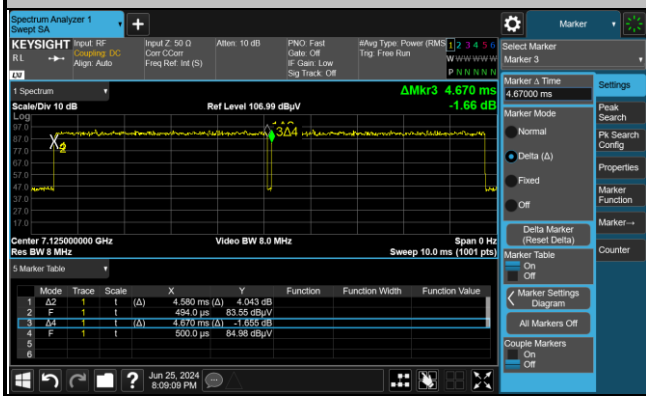 Spectrum Analyzer 1
Swept SA
+
Marker
KEYSIGHT
RL
Input: RF
Coupling: DC
Align: Auto
Input Z: 50 Ω
Corr CCorr
Freq Ref: Int (S)
Atten: 10 dB
PNO: Fast
Gate: Off
IF Gain: Low
Sig Track: Off
#Avg Type: Power (RMS
Trig: Free Run
1 2 3 4 5 6
W W W W W W
P N N N N N
Select Marker
Marker 3
LXI
1 Spectrum
ΔMkr3 4.670 ms
-1.66 dB
Scale/Div 10 dB
Ref Level 106.99 dBµV
Log
97.0
87.0
77.0
67.0
57.0
47.0
37.0
27.0
17.0
3Δ4
Center 7.125000000 GHz
Res BW 8 MHz
Video BW 8.0 MHz
Span 0 Hz
Sweep 10.0 ms (1001 pts)
5 Marker Table
Mode Trace Scale X Y Function Function Width Function Value
1 Δ2 1 t (Δ) 4.580 ms (Δ) 4.043 dB
2 F 1 t 494.0 µs 83.55 dBµV
3 Δ4 1 t (Δ) 4.670 ms (Δ) -1.655 dB
4 F 1 t 500.0 µs 84.98 dBµV
5
6
Marker Δ Time
4.67000 ms
Marker Mode
Normal
Delta (Δ)
Fixed
Off
Delta Marker
(Reset Delta)
Marker Table
On
Off
Marker Settings
Diagram
All Markers Off
Couple Markers
On
Off
Settings
Peak
Search
Pk Search
Config
Properties
Marker
Function
Marker→
Counter
?
Jun 25, 2024
8:09:09 PM